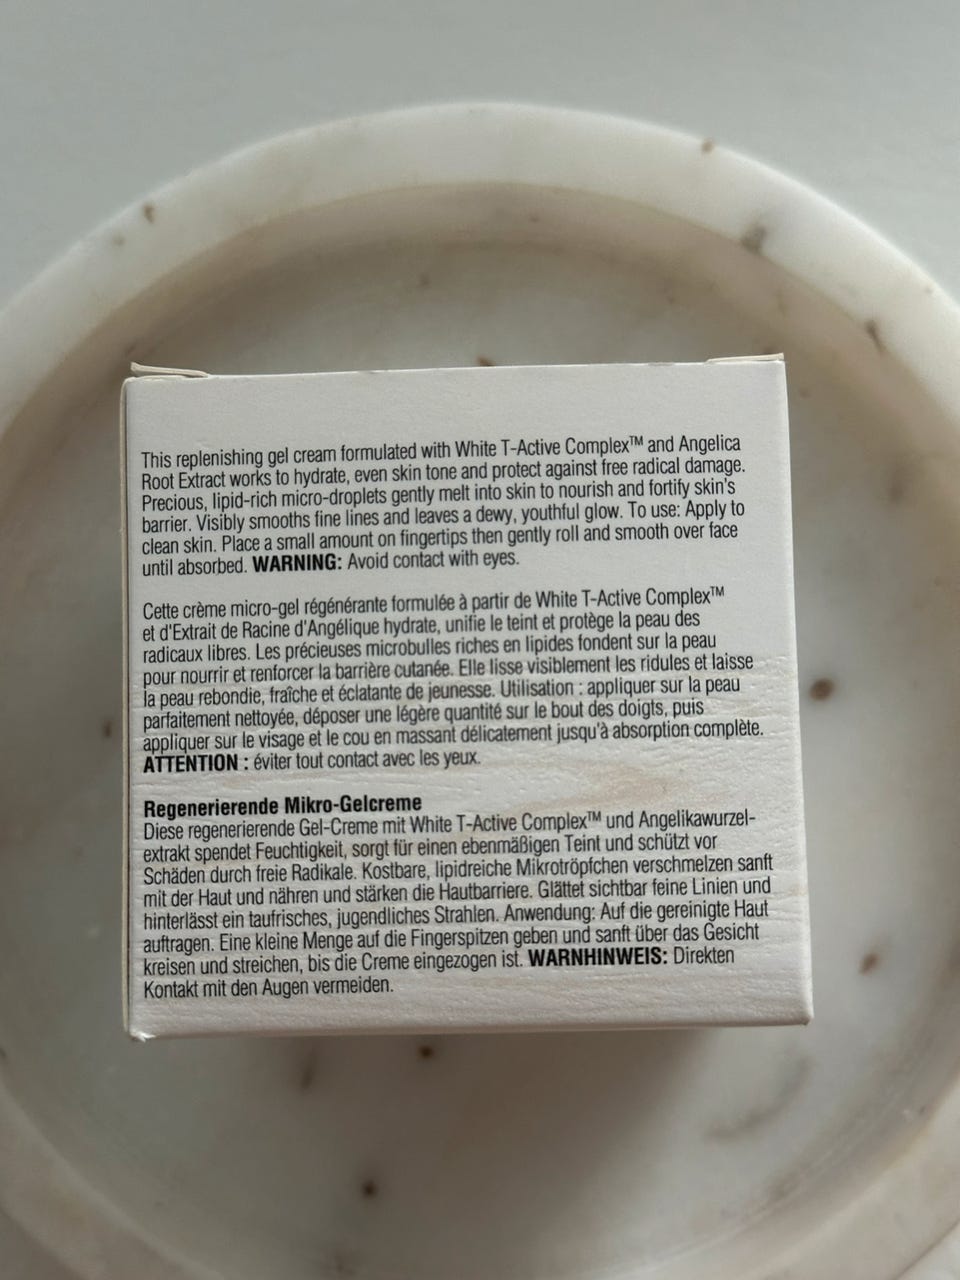 This replenishing gel cream formulated with White T-Active Complex™ and Angelica
Root Extract works to hydrate, even skin tone and protect against free radical damage.
Precious, lipid-rich micro-droplets gently melt into skin to nourish and fortify skin's
barrier. Visibly smooths fine lines and leaves a dewy, youthful glow. To use: Apply to
clean skin. Place a small amount on fingertips then gently roll and smooth over face
until absorbed. WARNING: Avoid contact with eyes.
Cette crème micro-gel régénérante formulée à partir de White T-Active Complex™
et d'Extrait de Racine d'Angélique hydrate, unifie le teint et protège la peau des
radicaux libres. Les précieuses microbulles riches en lipides fondent sur la peau
pour nourrir et renforcer la barrière cutanée. Elle lisse visiblement les ridules et laisse
la peau rebondie, fraîche et éclatante de jeunesse. Utilisation : appliquer sur la peau
parfaitement nettoyée, déposer une légère quantité sur le bout des doigts, puis
appliquer sur le visage et le cou en massant délicatement jusqu'à absorption complète.
ATTENTION : éviter tout contact avec les yeux.
Regenerierende Mikro-Gelcreme
Diese regenerierende Gel-Creme mit White T-Active Complex™ und Angelikawurzel-
extrakt spendet Feuchtigkeit, sorgt für einen ebenmäßigen Teint und schützt vor
Schäden durch freie Radikale. Kostbare, lipidreiche Mikrotröpfchen verschmelzen sanft
mit der Haut und nähren und stärken die Hautbarriere. Glättet sichtbar feine Linien und
hinterlässt ein taufrisches, jugendliches Strahlen. Anwendung: Auf die gereinigte Haut
auftragen. Eine kleine Menge auf die Fingerspitzen geben und sanft über das Gesicht
kreisen und streichen, bis die Creme eingezogen ist. WARNHINWEIS: Direkten
Kontakt mit den Augen vermeiden.